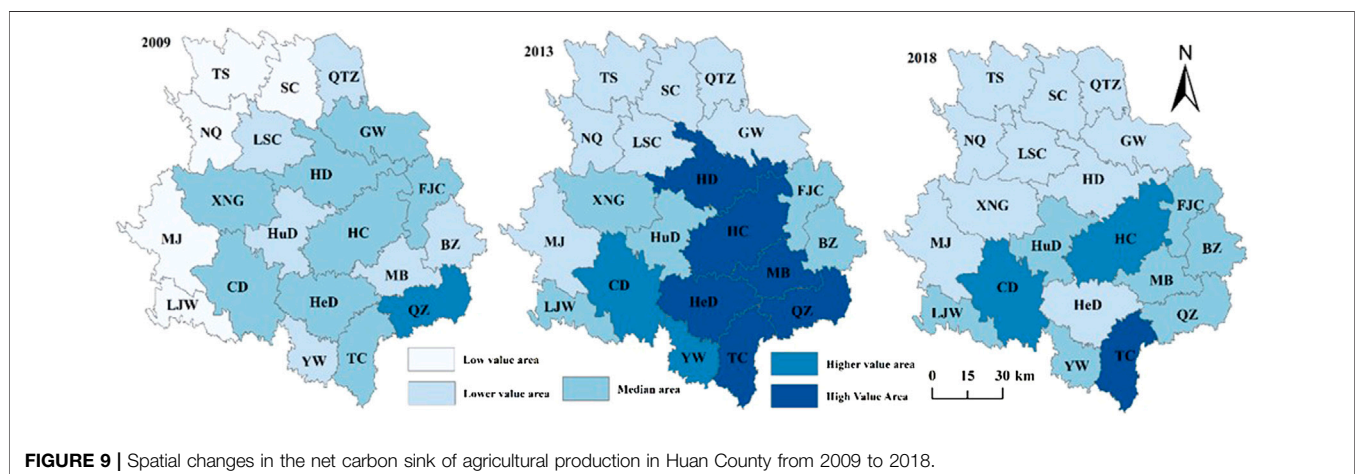 2009
TS
SC
QTZ
NQ
LSC
GW
HD
XNG
FJC
HuD
HC
MJ
BZ
MB
CD
HeD
LJW
QZ
YW
TC
2013
TS
SC
QTZ
NQ
LSC
GW
HD
XNG
FJC
HuD
HC
BZ
MJ
MB
CD
HeD
QZ
LJW
YW
TC
2018
TS
SC
QTZ
NQ
LSC
GW
HD
XNG
FJC
HuD
HC
BZ
MJ
MB
CD
HeD
LJW
QZ
YW
TC
N
Low value area
Lower value area
Median area
Higher value area
High Value Area
0 15 30 km
FIGURE 9 | Spatial changes in the net carbon sink of agricultural production in Huan County from 2009 to 2018.